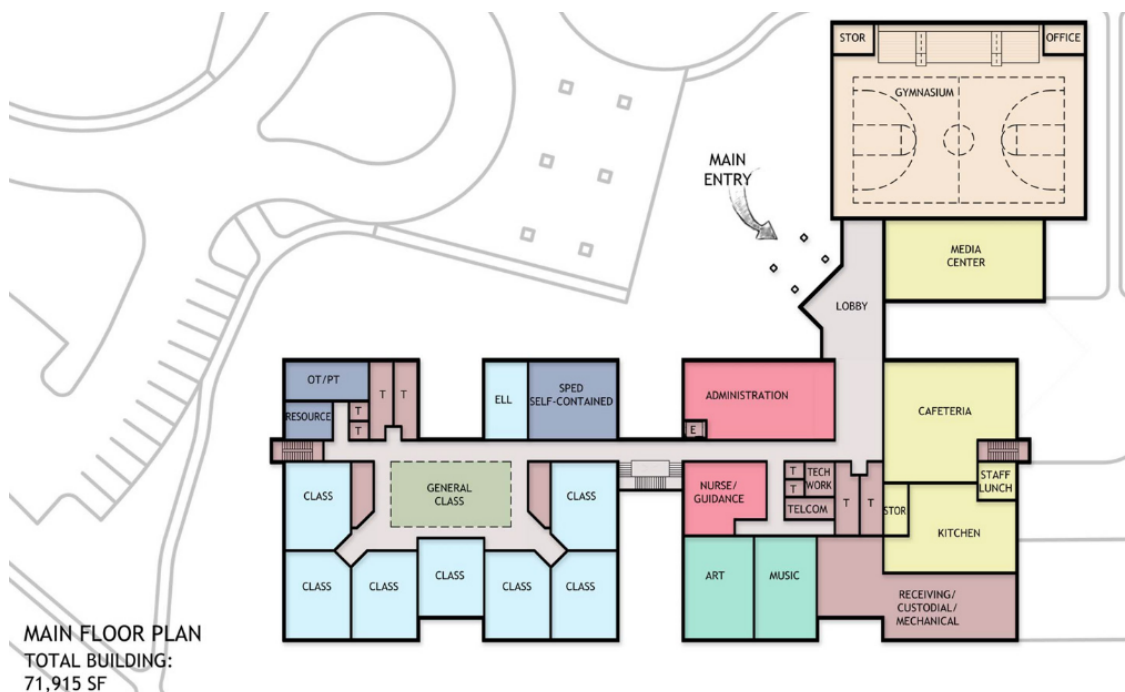 STOR
OFFICE
GYMNASIUM
MAIN
ENTRY
MEDIA
CENTER
LOBBY
OT/PT
T
T
RESOURCE
T
T
ELL
SPED
SELF-CONTAINED
ADMINISTRATION
E
CAFETERIA
CLASS
GENERAL
CLASS
CLASS
NURSE/
GUIDANCE
T
T
TECH
WORK
TELCOM
T
T
STAFF
LUNCH
STOR
KITCHEN
CLASS
CLASS
CLASS
CLASS
CLASS
ART
MUSIC
RECEIVING/
CUSTODIAL/
MECHANICAL
MAIN FLOOR PLAN
TOTAL BUILDING:
71,915 SF